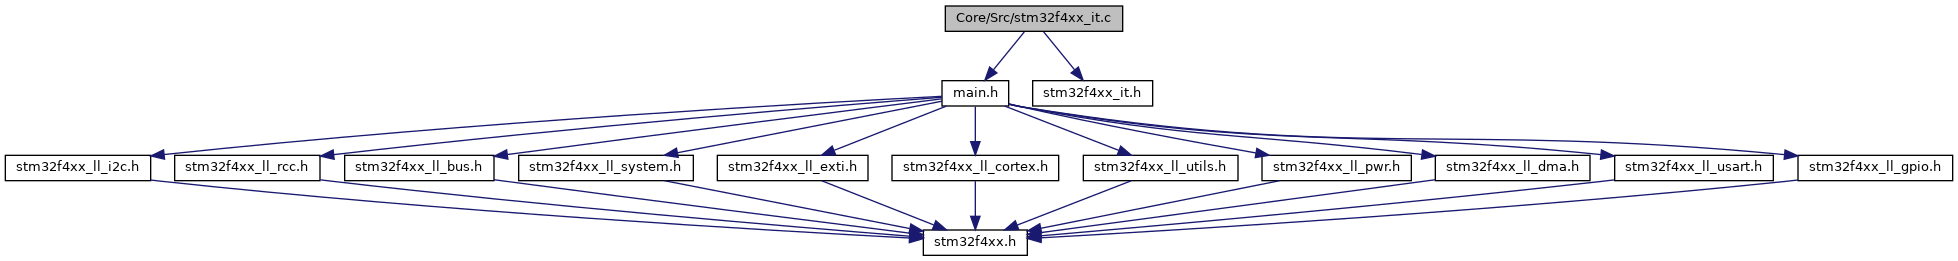 Core/Src/stm32f4xx_it.c
main.h
stm32f4xx_it.h
stm32f4xx_ll_i2c.h
stm32f4xx_ll_rcc.h
stm32f4xx_ll_bus.h
stm32f4xx_ll_system.h
stm32f4xx_ll_exti.h
stm32f4xx_ll_cortex.h
stm32f4xx_ll_utils.h
stm32f4xx_ll_pwr.h
stm32f4xx_ll_dma.h
stm32f4xx_ll_usart.h
stm32f4xx_ll_gpio.h
stm32f4xx.h